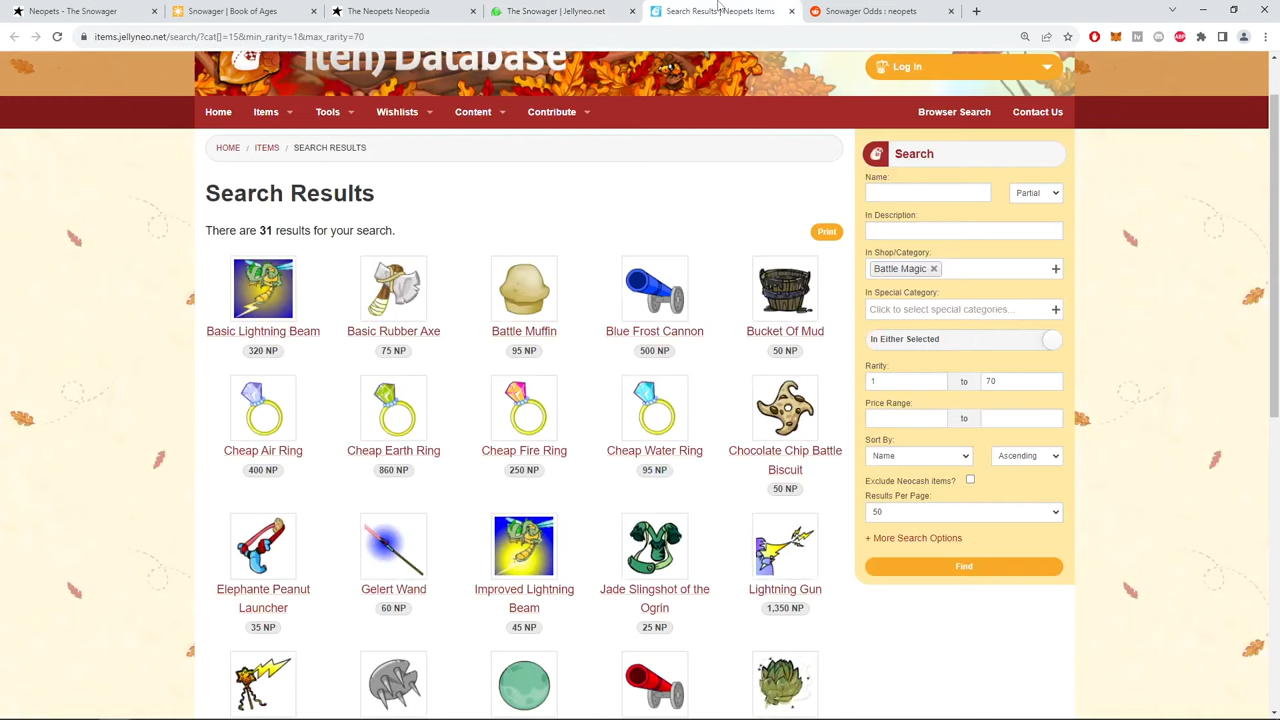 Neopets - The Snowager
Snowager | Book of Ages
The Neopets Neopedia
The Snowager | Jellyneo.net
Search Results | Neopets Items
Snowager Odds : neopets
items.jellyneo.net/search/?cat[]=15&min_rarity=1&max_rarity=70
Item) Database
Log In
Home
Items
Tools
Wishlists
Content
Contribute
Browser Search
Contact Us
HOME / ITEMS / SEARCH RESULTS
Search Results
There are 31 results for your search.
Print
Basic Lightning Beam
Basic Rubber Axe
Battle Muffin
Blue Frost Cannon
Bucket Of Mud
320 NP
75 NP
95 NP
500 NP
50 NP
Cheap Air Ring
Cheap Earth Ring
Cheap Fire Ring
Cheap Water Ring
Chocolate Chip Battle
Biscuit
400 NP
860 NP
250 NP
95 NP
50 NP
Elephante Peanut
Launcher
Gelert Wand
Improved Lightning
Beam
Jade Slingshot of the
Ogrin
Lightning Gun
35 NP
60 NP
45 NP
25 NP
1,350 NP
Search
Name:
Partial
In Description:
In Shop/Category:
Battle Magic
In Special Category:
Click to select special categories...
In Either Selected
Rarity:
1 to 70
Price Range:
to
Sort By:
Name
Ascending
Exclude Neocash items?
Results Per Page:
50
+ More Search Options
Find